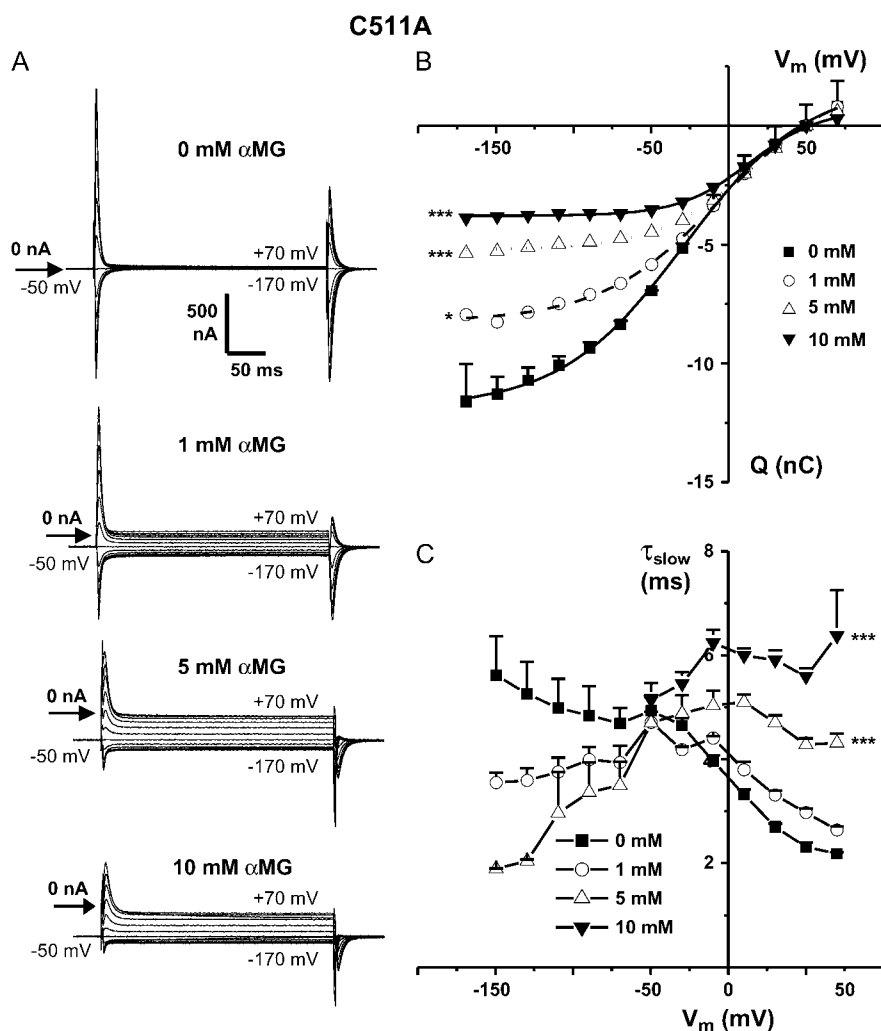 C511A
A
0 mM αMG
0 nA
-50 mV
+70 mV
-170 mV
500
nA
50 ms
1 mM αMG
0 nA
-50 mV
+70 mV
-170 mV
5 mM αMG
0 nA
-50 mV
+70 mV
-170 mV
10 mM αMG
0 nA
-50 mV
+70 mV
-170 mV
B
Vm (mV)
-150
-50
0
50
***
***
*
-5
-10
-15
Q (nC)
0 mM
1 mM
5 mM
10 mM
C
τslow
(ms)
8
6
2
***
***
0 mM
1 mM
5 mM
10 mM
-150
-50
0
50
Vm (mV)